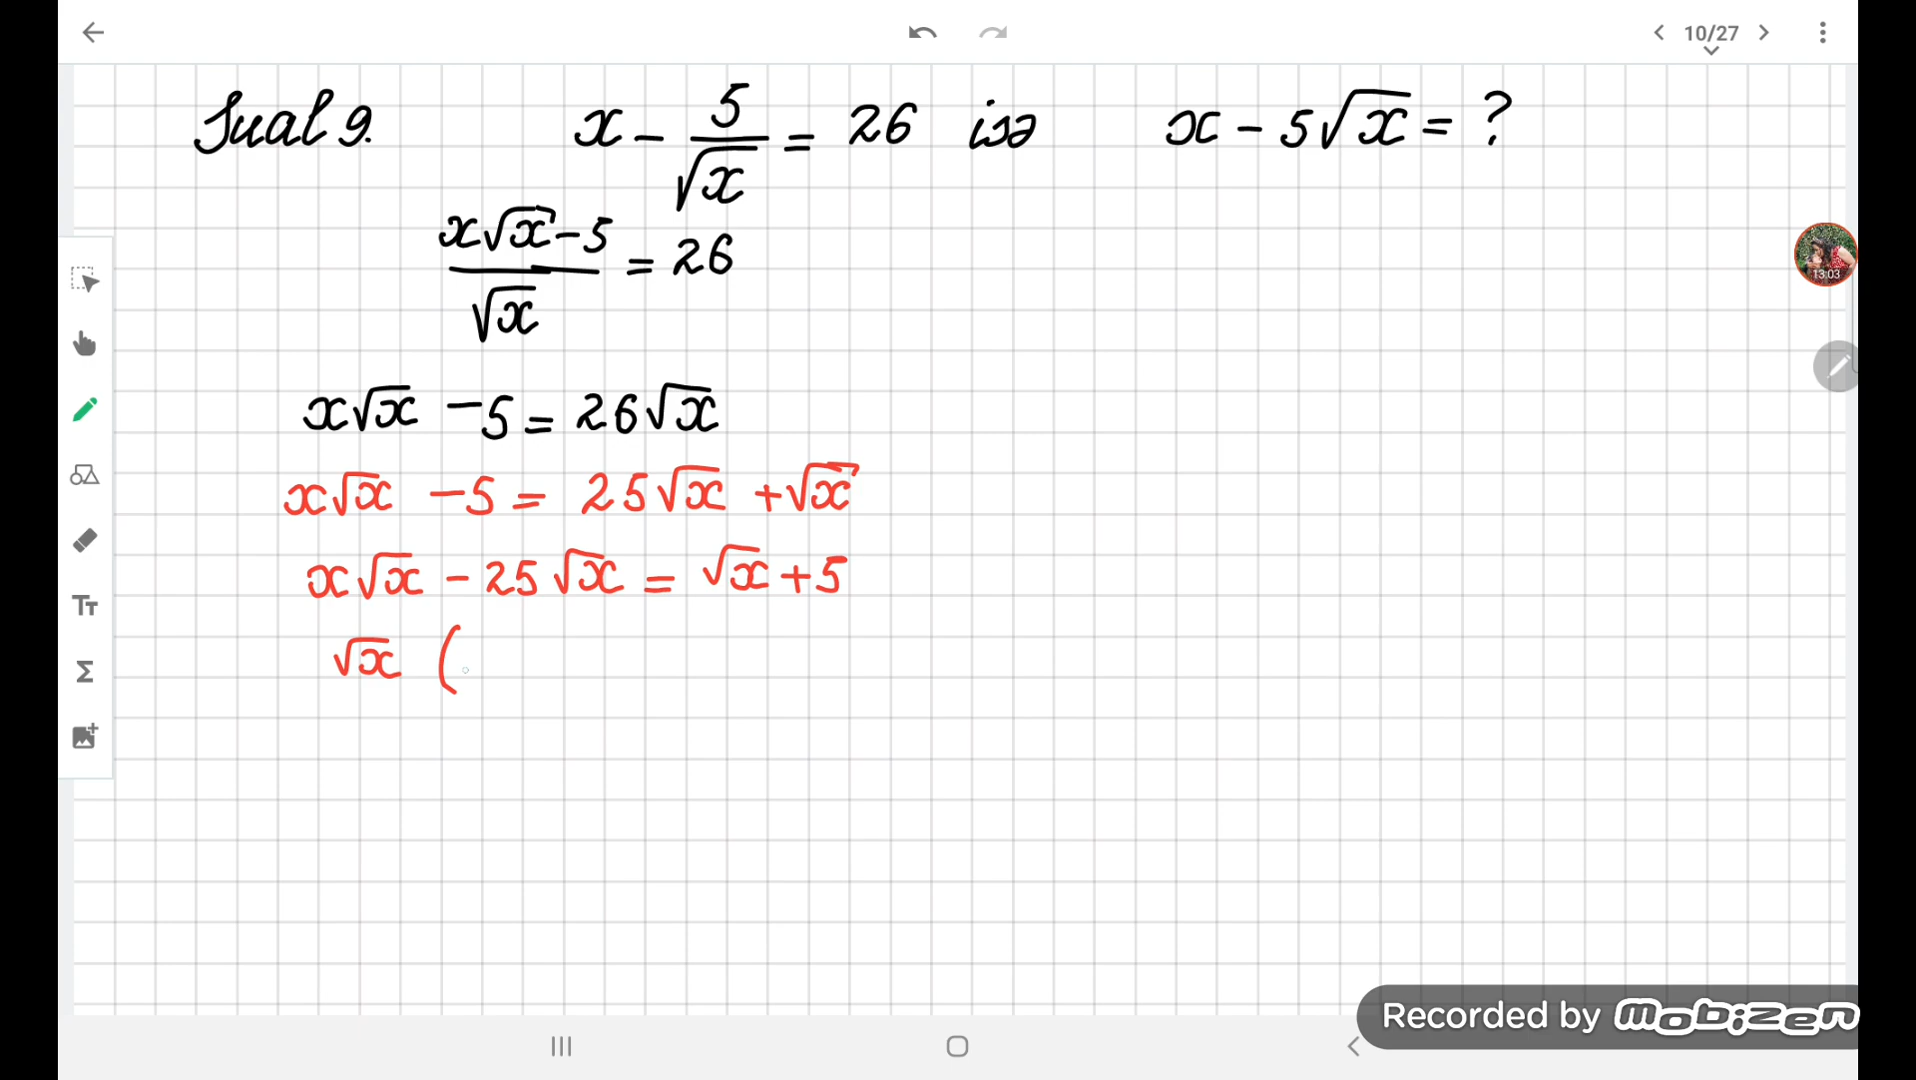 10/27
Sual 9. x - 5/√x = 26 isə x - 5√x = ?
(x√x - 5)/√x = 26
13:03
x√x - 5 = 26√x
x√x - 5 = 25√x + √x
x√x - 25√x = √x + 5
√x (
Recorded by mobizen